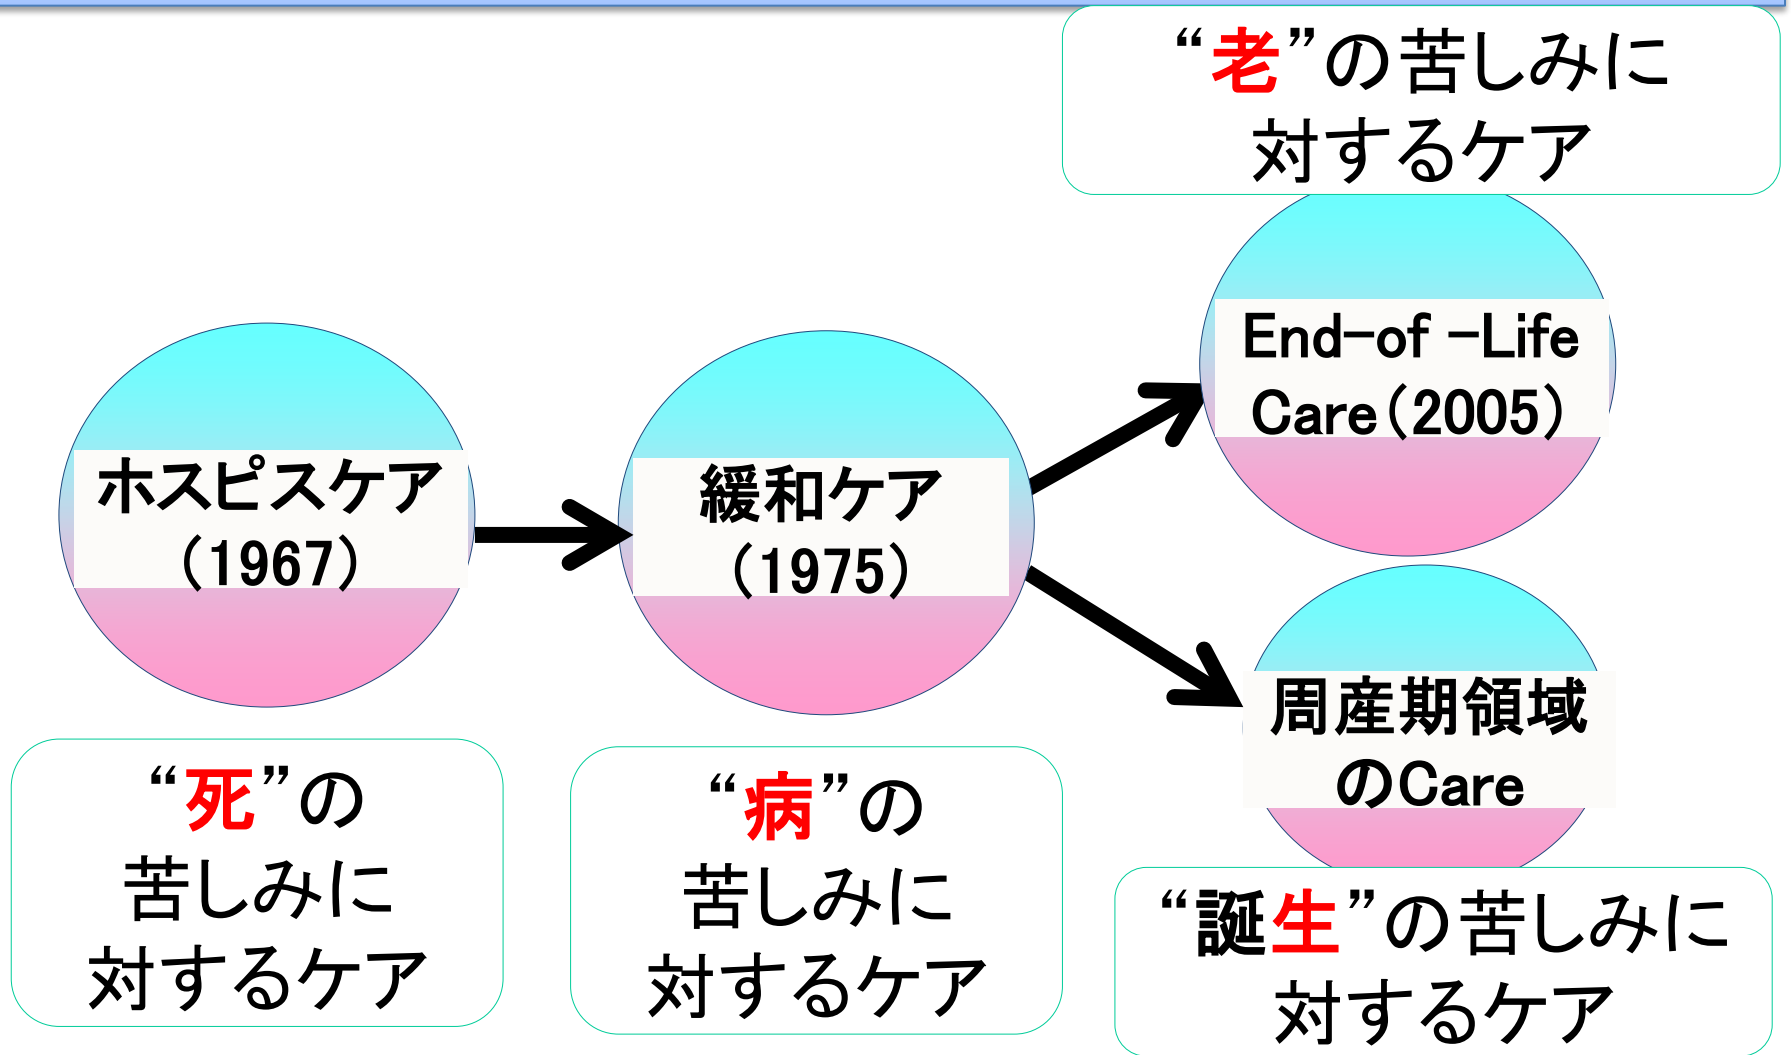 “老”の苦しみに
対するケア
End-of -Life
Care(2005)
ホスピスケア
(1967)
緩和ケア
(1975)
周産期領域
のCare
“死”の
苦しみに
対するケア
“病”の
苦しみに
対するケア
“誕生”の苦しみに
対するケア